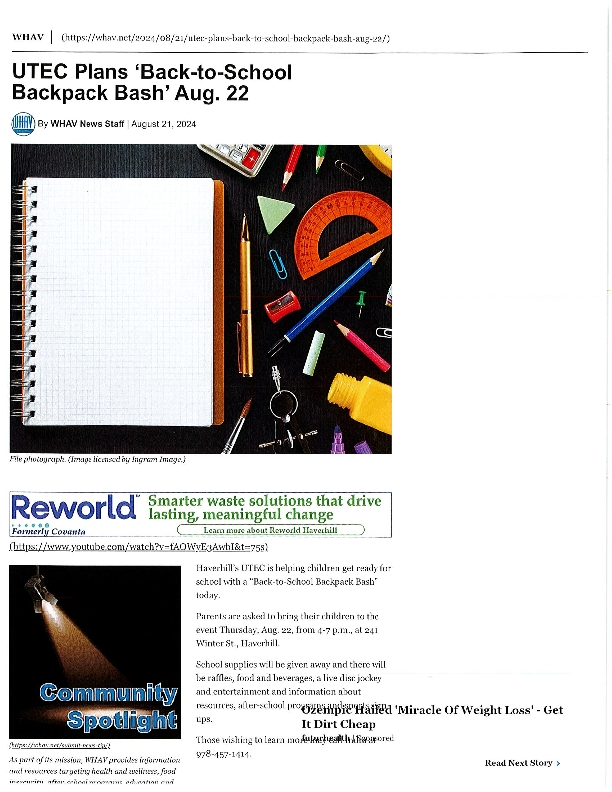 WHAV | (https://whav.net/2024/08/21/utec-plans-back-to-school-backpack-bash-aug-22/)
UTEC Plans ‘Back-to-School
Backpack Bash’ Aug. 22
WHAV
By WHAV News Staff | August 21, 2024
File photograph. (Image licensed by Ingram Image.)
Reworld™
Formerly Covanta
Smarter waste solutions that drive
lasting, meaningful change
Learn more about Reworld Haverhill
(https://www.youtube.com/watch?v=fAOWyE3AwbI&t=75s)
Community
Spotlight
(https://whav.net/submit-news-tip/)
As part of its mission, WHAV provides information
and resources targeting health and wellness, food
insecurity, after-school programs, education and
Haverhill’s UTEC is helping children get ready for
school with a “Back-to-School Backpack Bash”
today.
Parents are asked to bring their children to the
event Thursday, Aug. 22, from 4-7 p.m., at 241
Winter St., Haverhill.
School supplies will be given away and there will
be raffles, food and beverages, a live disc jockey
and entertainment and information about
resources, after-school programs and sports sign
ups.
Those wishing to learn more
978-457-1414.
Ozempic Hailed 'Miracle Of Weight Loss' - Get
It Dirt Cheap
futurhealth | Sponsored
Read Next Story >